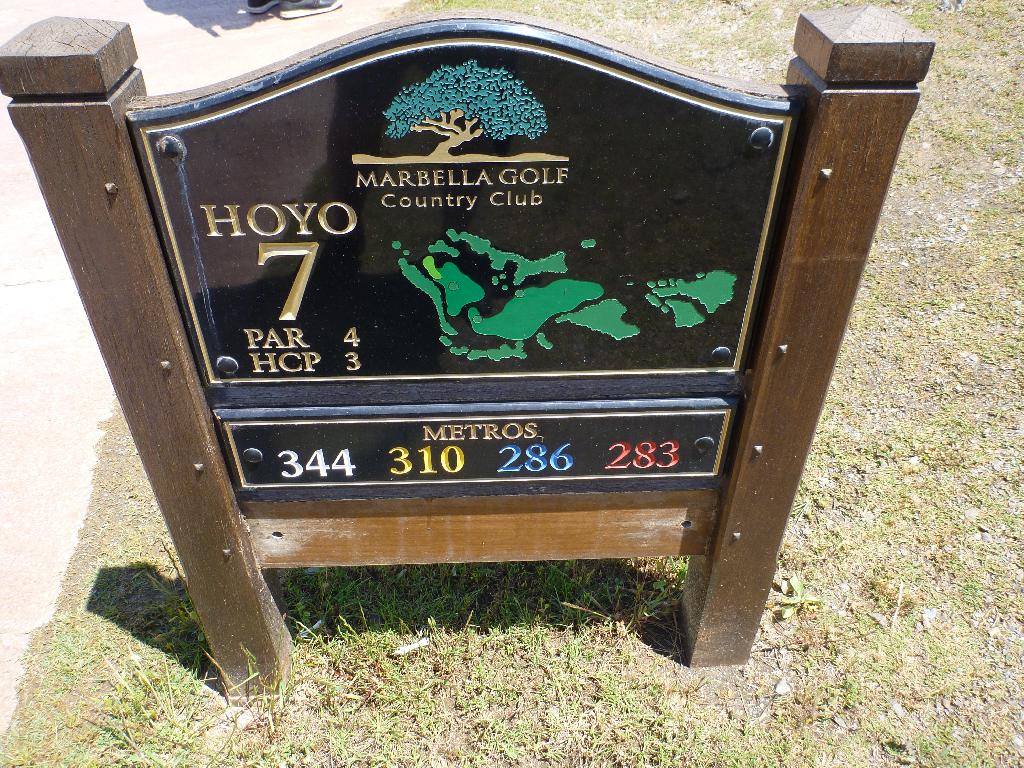 MARBELLA GOLF
Country Club
HOYO
7
PAR 4
HCP 3
METROS
344 310 286 283